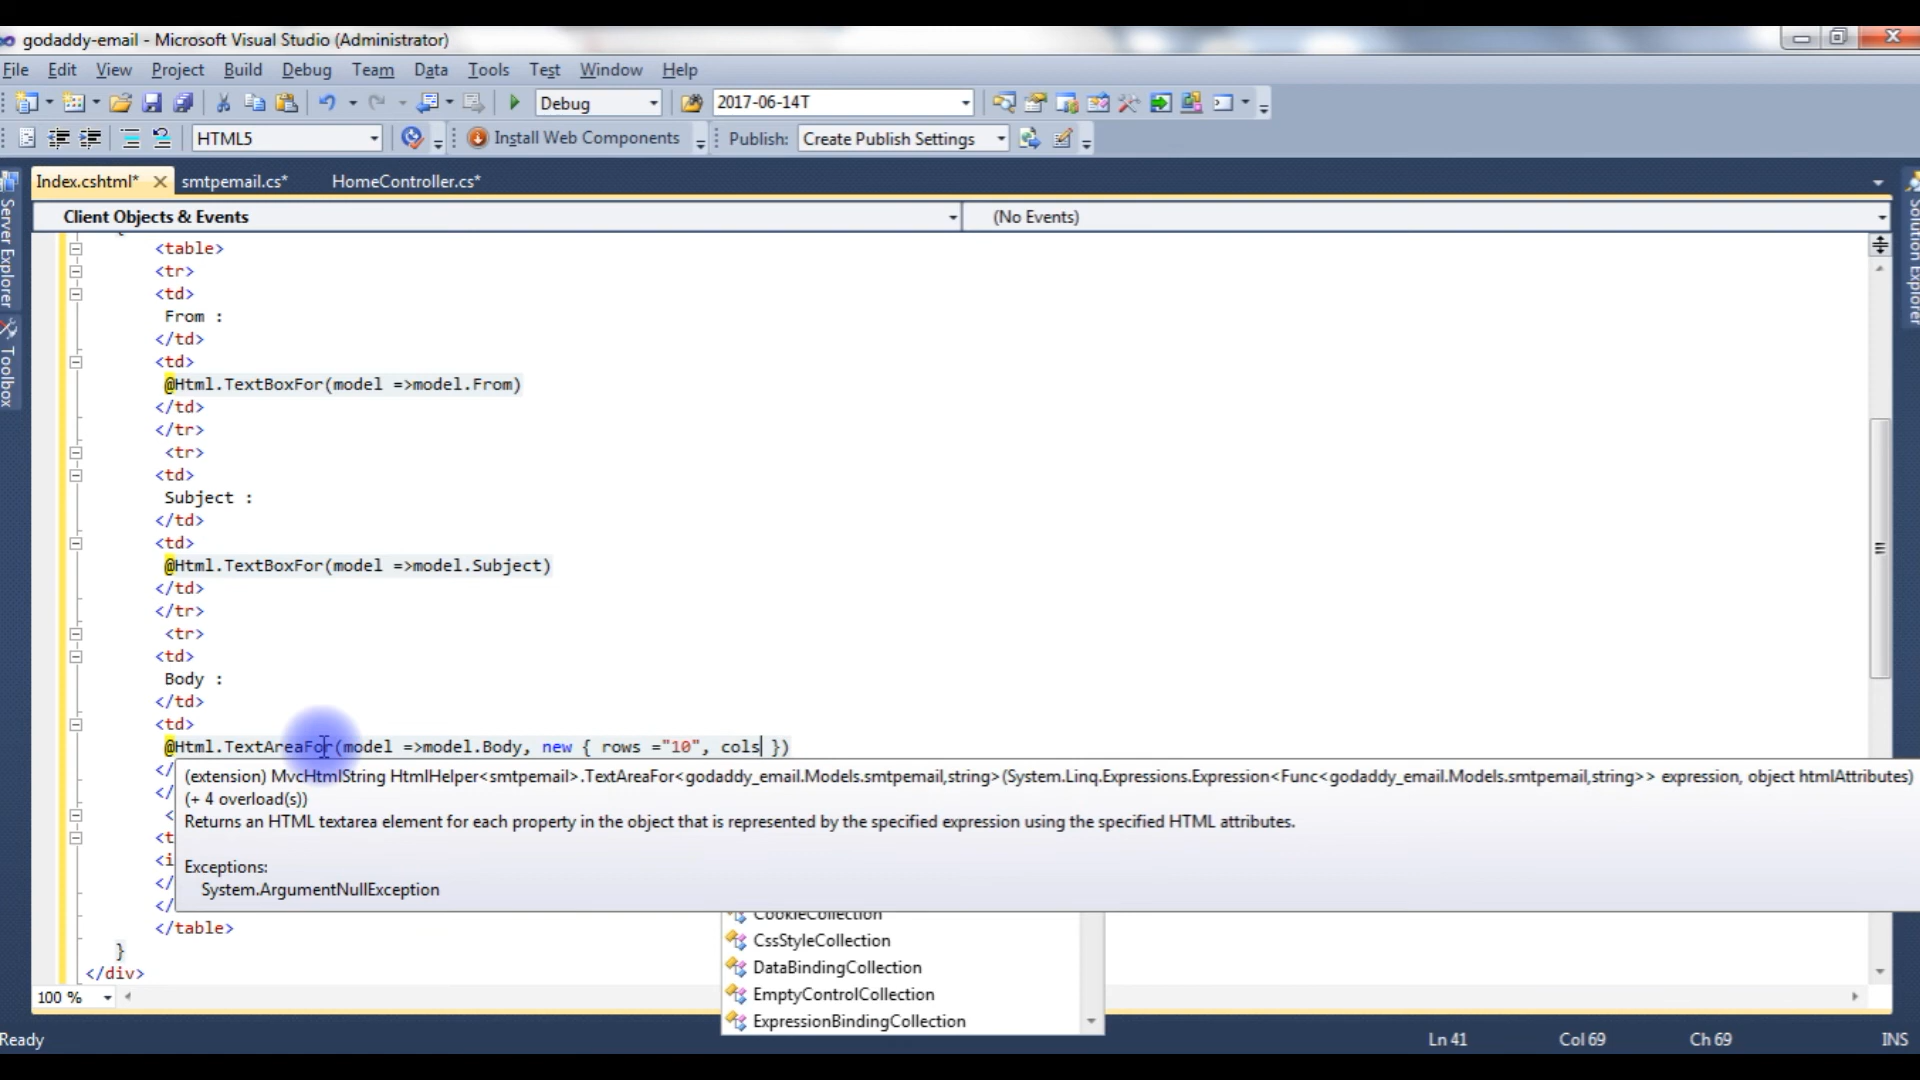 godaddy-email - Microsoft Visual Studio (Administrator)
File Edit View Project Build Debug Team Data Tools Test Window Help
Debug 2017-06-14T
HTML5 Install Web Components Publish: Create Publish Settings
Index.cshtml* smtpemail.cs* HomeController.cs*
Client Objects & Events (No Events)
Server Explorer
Toolbox
Solution Explorer
<table>
<tr>
<td>
From :
</td>
<td>
@Html.TextBoxFor(model =>model.From)
</td>
</tr>
<tr>
<td>
Subject :
</td>
<td>
@Html.TextBoxFor(model =>model.Subject)
</td>
</tr>
<tr>
<td>
Body :
</td>
<td>
@Html.TextAreaFor(model =>model.Body, new { rows ="10", cols })
</
(extension) MvcHtmlString HtmlHelper<smtpemail>.TextAreaFor<godaddy_email.Models.smtpemail,string>(System.Linq.Expressions.Expression<Func<godaddy_email.Models.smtpemail,string>> expression, object htmlAttributes)
</
(+ 4 overload(s))
<
Returns an HTML textarea element for each property in the object that is represented by the specified expression using the specified HTML attributes.
<t
<i
Exceptions:
</
System.ArgumentNullException
</
CookieCollection
</table>
CssStyleCollection
}
DataBindingCollection
</div>
EmptyControlCollection
100 %
ExpressionBindingCollection
Ready Ln 41 Col 69 Ch 69 INS